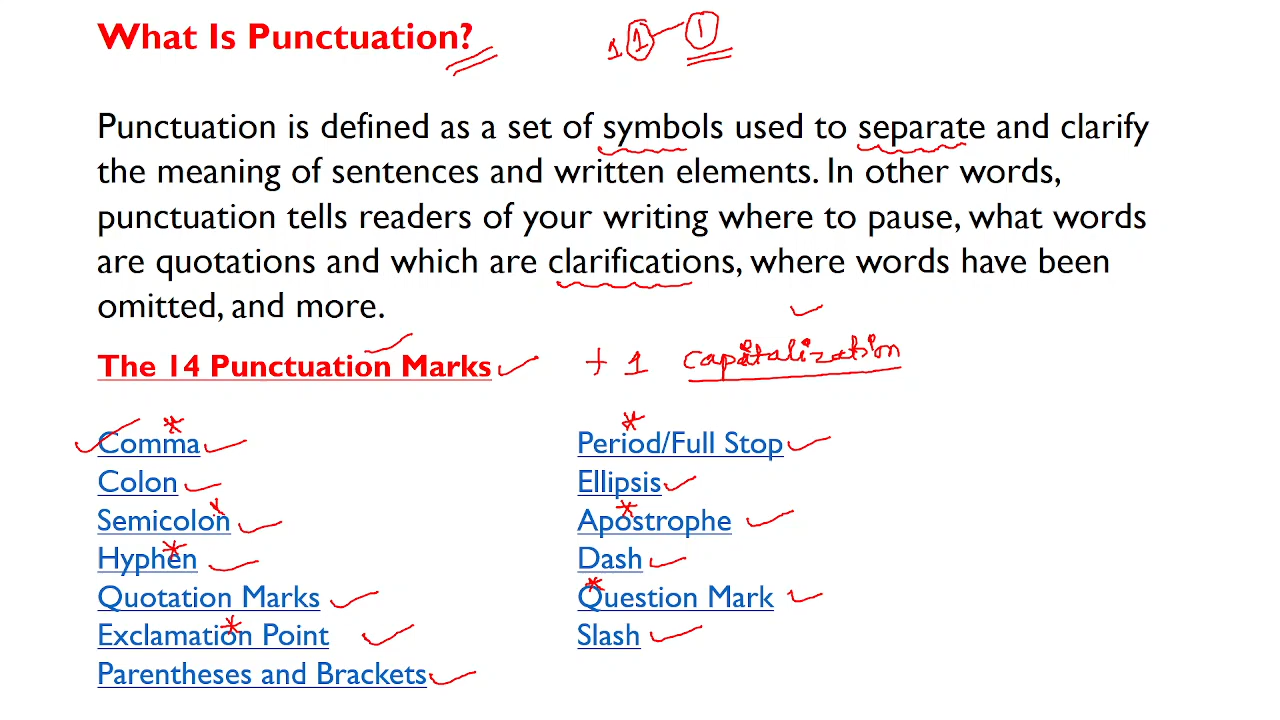 What Is Punctuation?
1 1 1
Punctuation is defined as a set of symbols used to separate and clarify
the meaning of sentences and written elements. In other words,
punctuation tells readers of your writing where to pause, what words
are quotations and which are clarifications, where words have been
omitted, and more.
The 14 Punctuation Marks + 1 capitalization
Comma
Colon
Semicolon
Hyphen
Quotation Marks
Exclamation Point
Parentheses and Brackets
Period/Full Stop
Ellipsis
Apostrophe
Dash
Question Mark
Slash